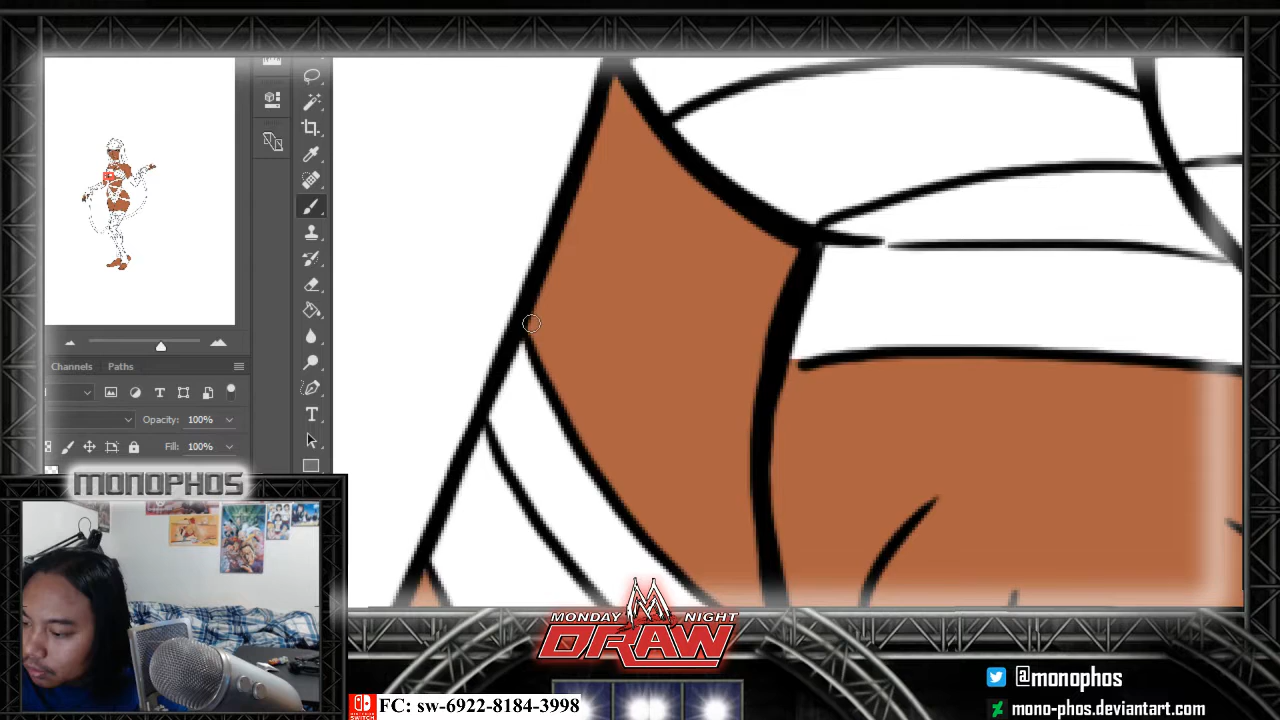 Channels
Paths
Opacity: 100%
Fill: 100%
MONOPHOS
MONDAY NIGHT
DRAW
FC: sw-6922-8184-3998
@monophos
mono-phos.deviantart.com